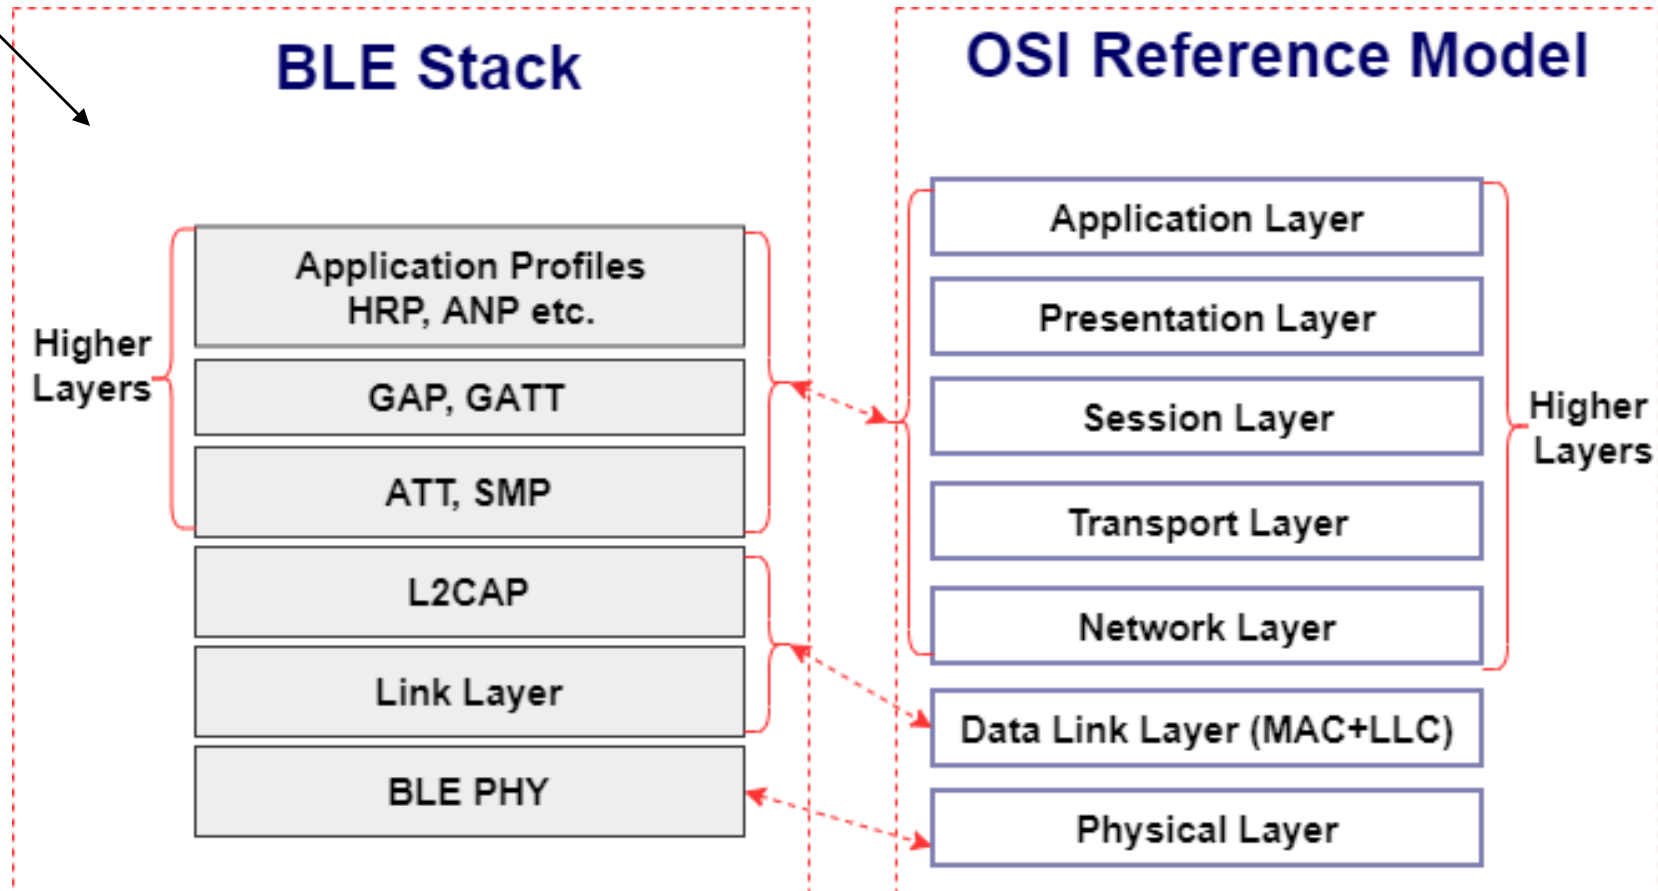 BLE Stack
Higher
Layers
Application Profiles
HRP, ANP etc.
GAP, GATT
ATT, SMP
L2CAP
Link Layer
BLE PHY
OSI Reference Model
Application Layer
Presentation Layer
Session Layer
Transport Layer
Network Layer
Data Link Layer (MAC+LLC)
Physical Layer
Higher
Layers